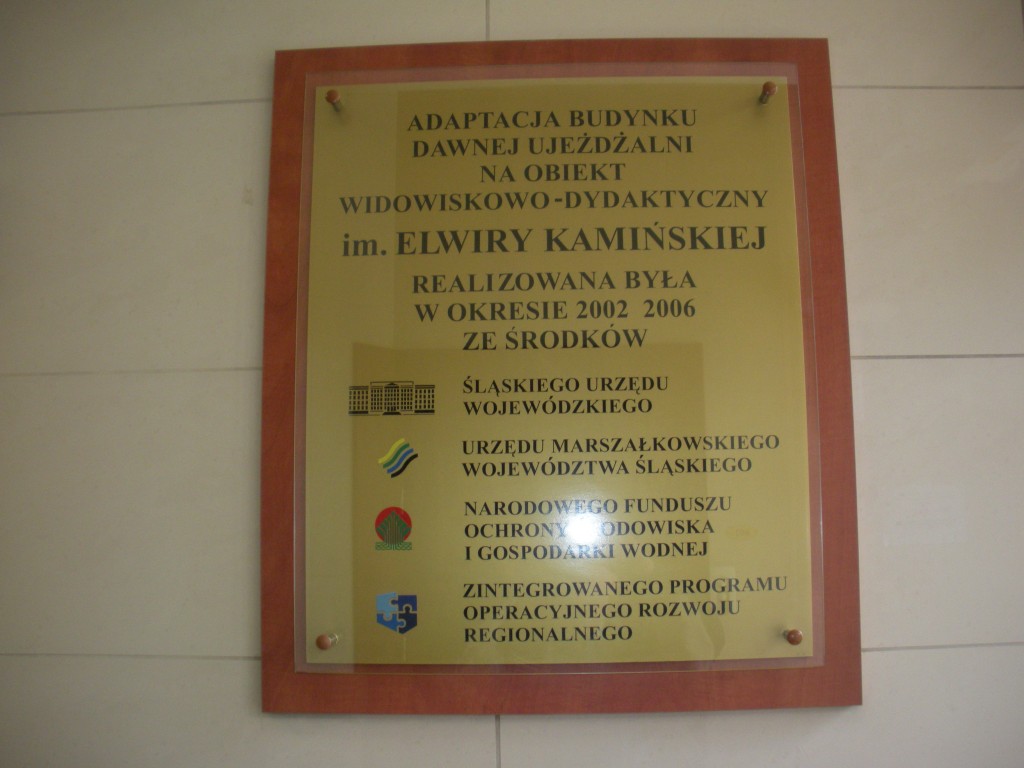 ADAPTACJA BUDYNKU
DAWNEJ UJEŻDŻALNI
NA OBIEKT
WIDOWISKOWO-DYDAKTYCZNY
im. ELWIRY KAMIŃSKIEJ
REALIZOWANA BYŁA
W OKRESIE 2002 2006
ZE ŚRODKÓW
ŚLĄSKIEGO URZĘDU
WOJEWÓDZKIEGO
URZĘDU MARSZAŁKOWSKIEGO
WOJEWÓDZTWA ŚLĄSKIEGO
NARODOWEGO FUNDUSZU
OCHRONY ŚRODOWISKA
I GOSPODARKI WODNEJ
ZINTEGROWANEGO PROGRAMU
OPERACYJNEGO ROZWOJU
REGIONALNEGO